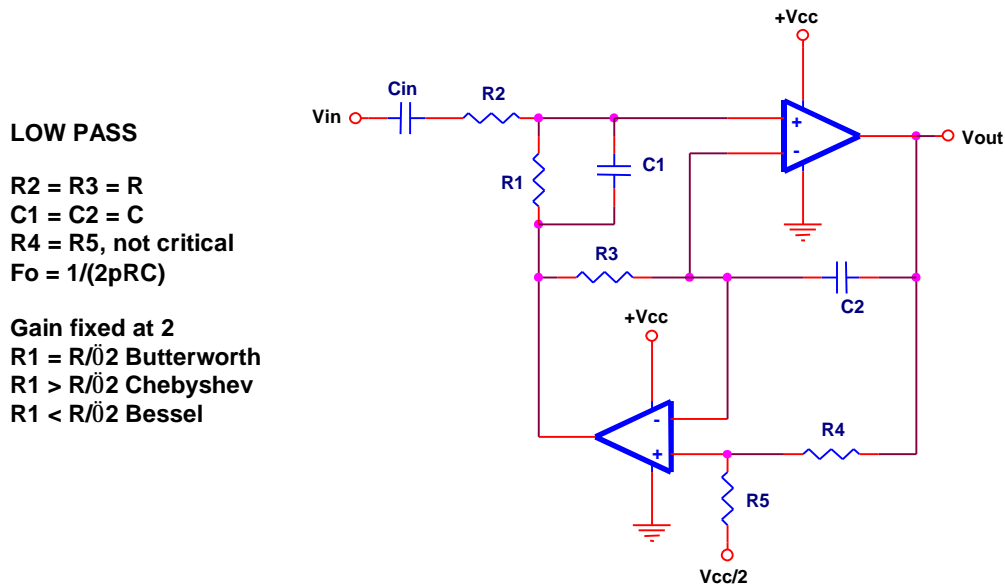 LOW PASS
R2 = R3 = R
C1 = C2 = C
R4 = R5, not critical
Fo = 1/(2pRC)
Gain fixed at 2
R1 = R/Ö2 Butterworth
R1 > R/Ö2 Chebyshev
R1 < R/Ö2 Bessel
+Vcc
Cin
R2
Vin
+
-
Vout
R1
C1
R3
C2
+Vcc
-
+
R4
R5
Vcc/2